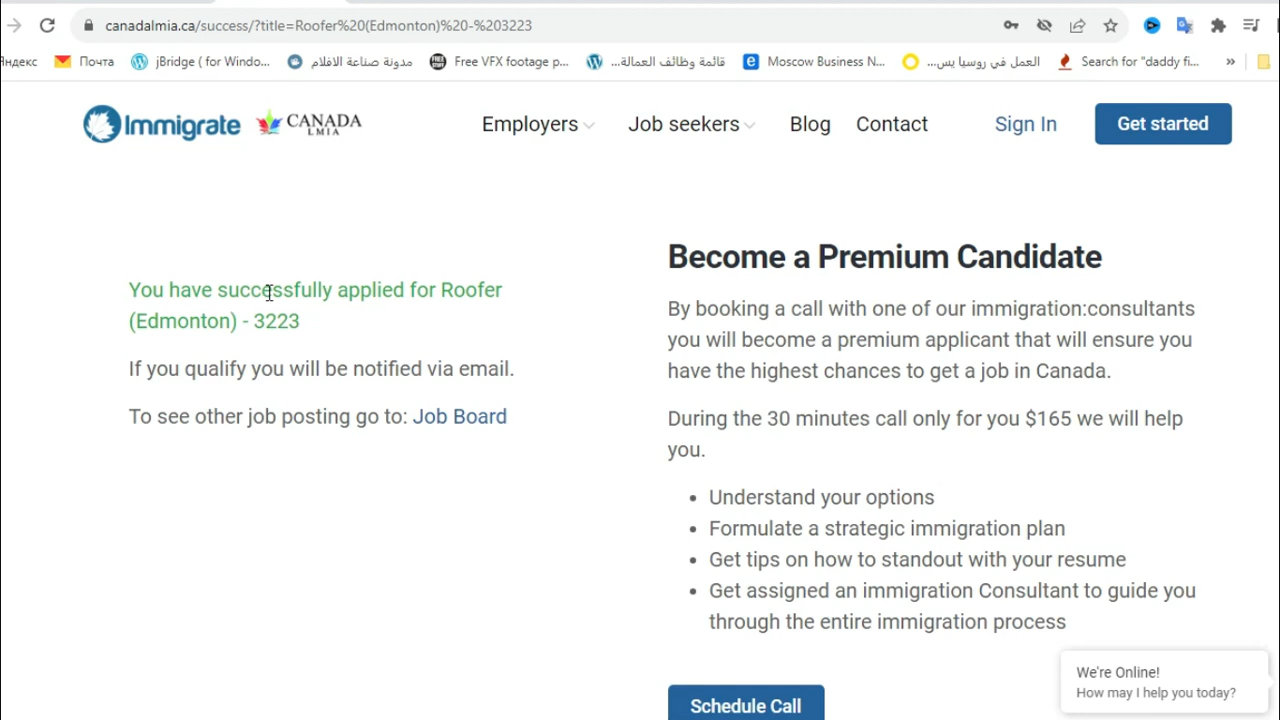 canadalmia.ca/success/?title=Roofer%20(Edmonton)%20-%203223
ндекс Почта jBridge ( for Windo... مدونة صناعة الافلام Free VFX footage p... قائمة وظائف العمالة... Moscow Business N... العمل في روسيا يس... Search for "daddy fi... »
Immigrate CANADA LMIA Employers Job seekers Blog Contact Sign In Get started
You have successfully applied for Roofer
(Edmonton) - 3223
If you qualify you will be notified via email.
To see other job posting go to: Job Board
Become a Premium Candidate
By booking a call with one of our immigration:consultants
you will become a premium applicant that will ensure you
have the highest chances to get a job in Canada.
During the 30 minutes call only for you $165 we will help
you.
• Understand your options
• Formulate a strategic immigration plan
• Get tips on how to standout with your resume
• Get assigned an immigration Consultant to guide you
through the entire immigration process
Schedule Call
We're Online!
How may I help you today?